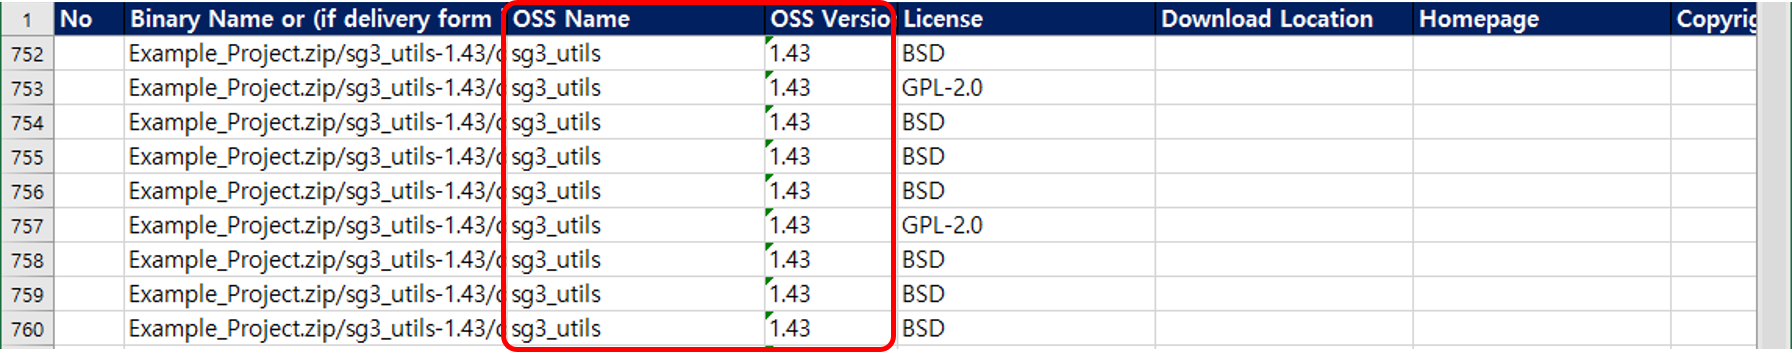 1 No Binary Name or (if delivery form OSS Name OSS Versio License Download Location Homepage Copyrig
752 Example_Project.zip/sg3_utils-1.43/c sg3_utils 1.43 BSD
753 Example_Project.zip/sg3_utils-1.43/c sg3_utils 1.43 GPL-2.0
754 Example_Project.zip/sg3_utils-1.43/c sg3_utils 1.43 BSD
755 Example_Project.zip/sg3_utils-1.43/c sg3_utils 1.43 BSD
756 Example_Project.zip/sg3_utils-1.43/c sg3_utils 1.43 BSD
757 Example_Project.zip/sg3_utils-1.43/c sg3_utils 1.43 GPL-2.0
758 Example_Project.zip/sg3_utils-1.43/c sg3_utils 1.43 BSD
759 Example_Project.zip/sg3_utils-1.43/c sg3_utils 1.43 BSD
760 Example_Project.zip/sg3_utils-1.43/c sg3_utils 1.43 BSD